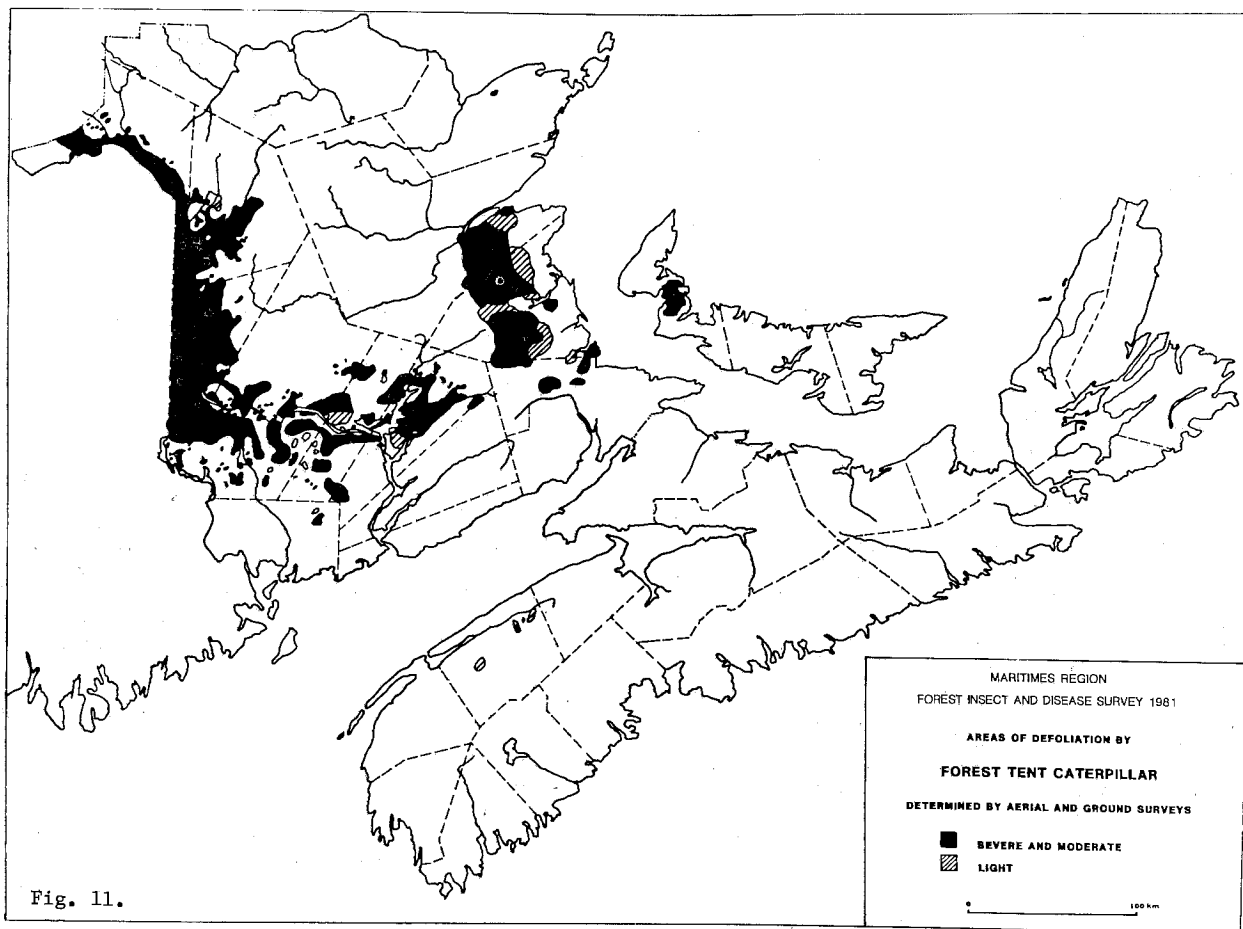 MARITIMES REGION
FOREST INSECT AND DISEASE SURVEY 1981
AREAS OF DEFOLIATION BY
FOREST TENT CATERPILLAR
DETERMINED BY AERIAL AND GROUND SURVEYS
SEVERE AND MODERATE
LIGHT
0 100 km
Fig. 11.